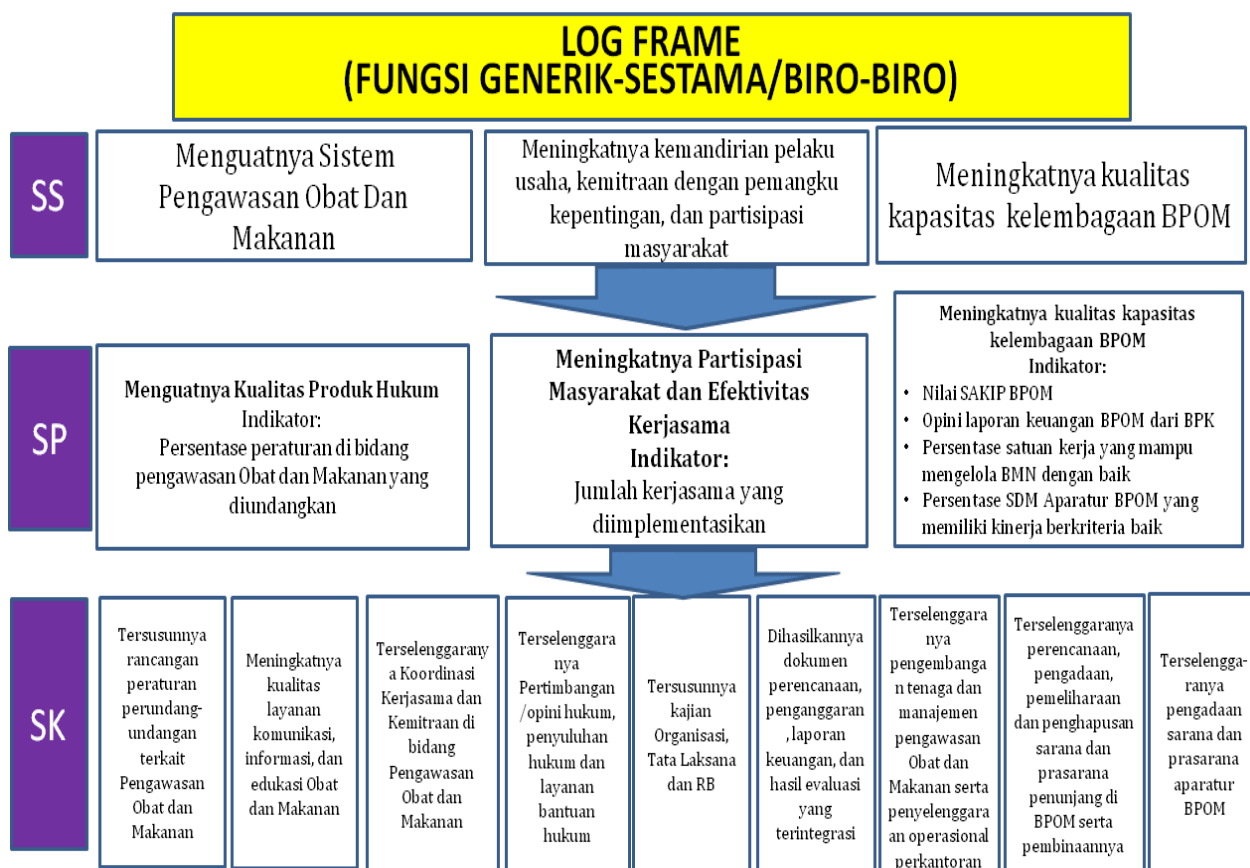 LOG FRAME
(FUNGSI GENERIK-SESTAMA/BIRO-BIRO)
SS
Menguatnya Sistem
Pengawasan Obat Dan
Makanan
Meningkatnya kemandirian pelaku
usaha, kemitraan dengan pemangku
kepentingan, dan partisipasi
masyarakat
Meningkatnya kualitas
kapasitas kelembagaan BPOM
SP
Menguatnya Kualitas Produk Hukum
Indikator:
Persentase peraturan di bidang
pengawasan Obat dan Makanan yang
diundangkan
Meningkatnya Partisipasi
Masyarakat dan Efektivitas
Kerjasama
Indikator:
Jumlah kerjasama yang
diimplementasikan
Meningkatnya kualitas kapasitas
kelembagaan BPOM
Indikator:
• Nilai SAKIP BPOM
• Opini laporan keuangan BPOM dari BPK
• Persentase satuan kerja yang mampu
mengelola BMN dengan baik
• Persentase SDM Aparatur BPOM yang
memiliki kinerja berkriteria baik
SK
Tersusunnya
rancangan
peraturan
perundang-
undangan
terkait
Pengawasan
Obat dan
Makanan
Meningkatnya
kualitas
layanan
komunikasi,
informasi, dan
edukasi Obat
dan Makanan
Terselenggarany
a Koordinasi
Kerjasama dan
Kemitraan di
bidang
Pengawasan
Obat dan
Makanan
Terselenggara
nya
Pertimbangan
/opini hukum,
penyuluhan
hukum dan
layanan
bantuan
hukum
Tersusunnya
kajian
Organisasi,
Tata Laksana
dan RB
Dihasilkannya
dokumen
perencanaan,
penganggaran
, laporan
keuangan, dan
hasil evaluasi
yang
terintegrasi
Terselenggara
nya
pengembanga
n tenaga dan
manajemen
pengawasan
Obat dan
Makanan serta
penyelenggara
an operasional
perkantoran
Terselenggaranya
perencanaan,
pengadaan,
pemeliharaan
dan penghapusan
sarana dan
prasarana
penunjang di
BPOM serta
pembinaannya
Terselengga-
ranya
pengadaan
sarana dan
prasarana
aparatur
BPOM